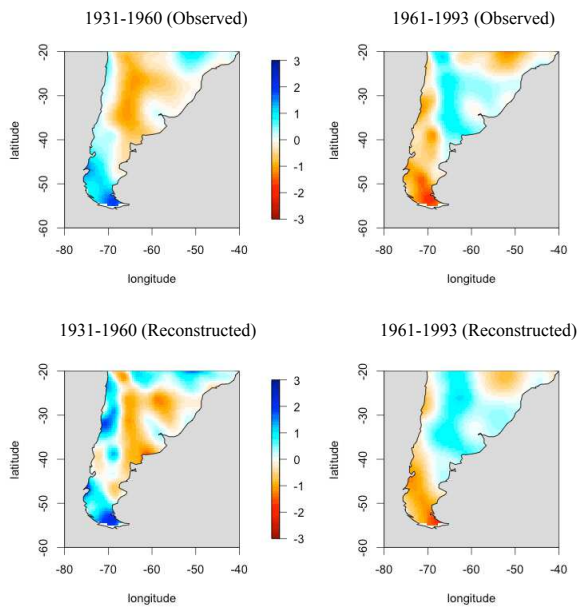 1931-1960 (Observed)
1961-1993 (Observed)
latitude
-20
-30
-40
-50
-60
-80 -70 -60 -50 -40
longitude
3
2
1
0
-1
-2
-3
latitude
-20
-30
-40
-50
-60
-80 -70 -60 -50 -40
longitude
1931-1960 (Reconstructed)
1961-1993 (Reconstructed)
latitude
-20
-30
-40
-50
-60
-80 -70 -60 -50 -40
longitude
3
2
1
0
-1
-2
-3
latitude
-20
-30
-40
-50
-60
-80 -70 -60 -50 -40
longitude